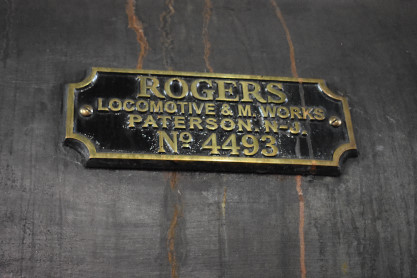 ROGERS
LOCOMOTIVE & M. WORKS
PATERSON, N-J.
Nº 4493